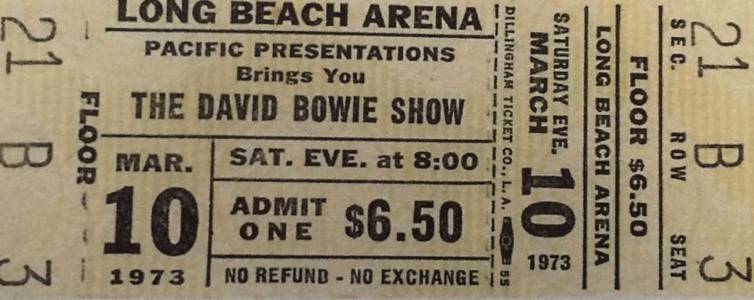 21 B 3
FLOOR
LONG BEACH ARENA
PACIFIC PRESENTATIONS
Brings You
THE DAVID BOWIE SHOW
MAR.
10
1973
SAT. EVE. at 8:00
ADMIT
ONE
$6.50
NO REFUND - NO EXCHANGE
DILLINGHAM TICKET CO., L. A. 55
SATURDAY EVE.
MARCH 10
1973
LONG BEACH ARENA
FLOOR $6.50
SEC. ROW SEAT
21 B 3